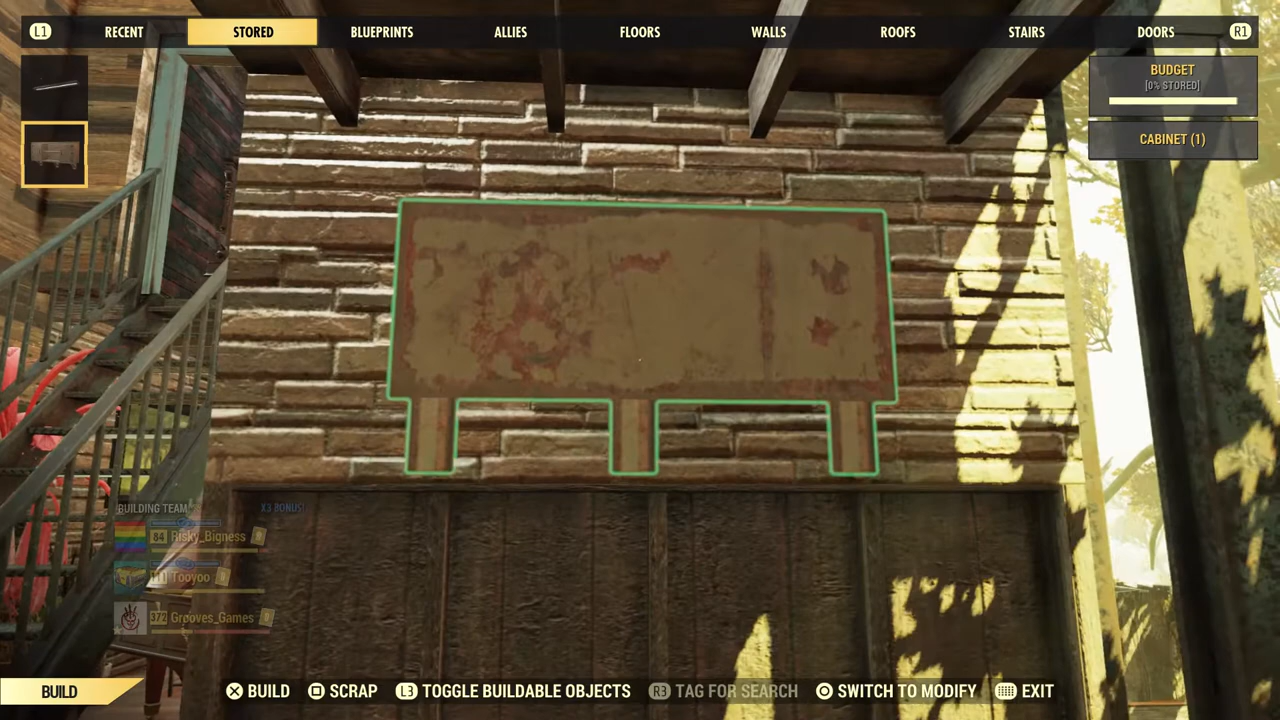 L1 RECENT STORED BLUEPRINTS ALLIES FLOORS WALLS ROOFS STAIRS DOORS R1
BUDGET
[0% STORED]
CABINET (1)
BUILDING TEAM X3 BONUS!
84 Risky_Bigness
Tooyoo
372 Grooves_Games
BUILD BUILD SCRAP L3 TOGGLE BUILDABLE OBJECTS R3 TAG FOR SEARCH SWITCH TO MODIFY EXIT